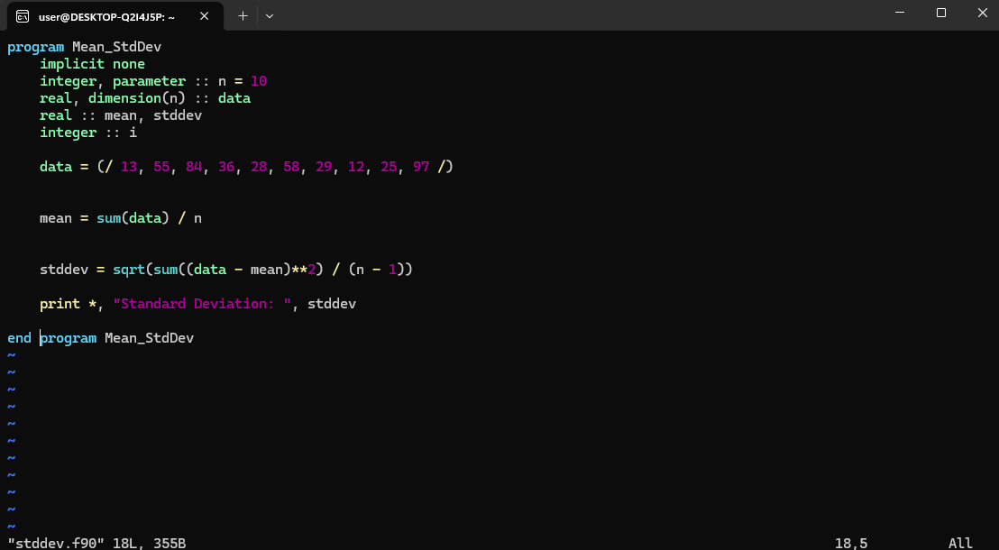 user@DESKTOP-Q2I4J5P: ~
program Mean_StdDev
    implicit none
    integer, parameter :: n = 10
    real, dimension(n) :: data
    real :: mean, stddev
    integer :: i
    data = (/ 13, 55, 84, 36, 28, 58, 29, 12, 25, 97 /)
    mean = sum(data) / n
    stddev = sqrt(sum((data - mean)**2) / (n - 1))
    print *, "Standard Deviation: ", stddev
end program Mean_StdDev
~
~
~
~
~
~
~
~
~
~
~
"stddev.f90" 18L, 355B 18,5 All